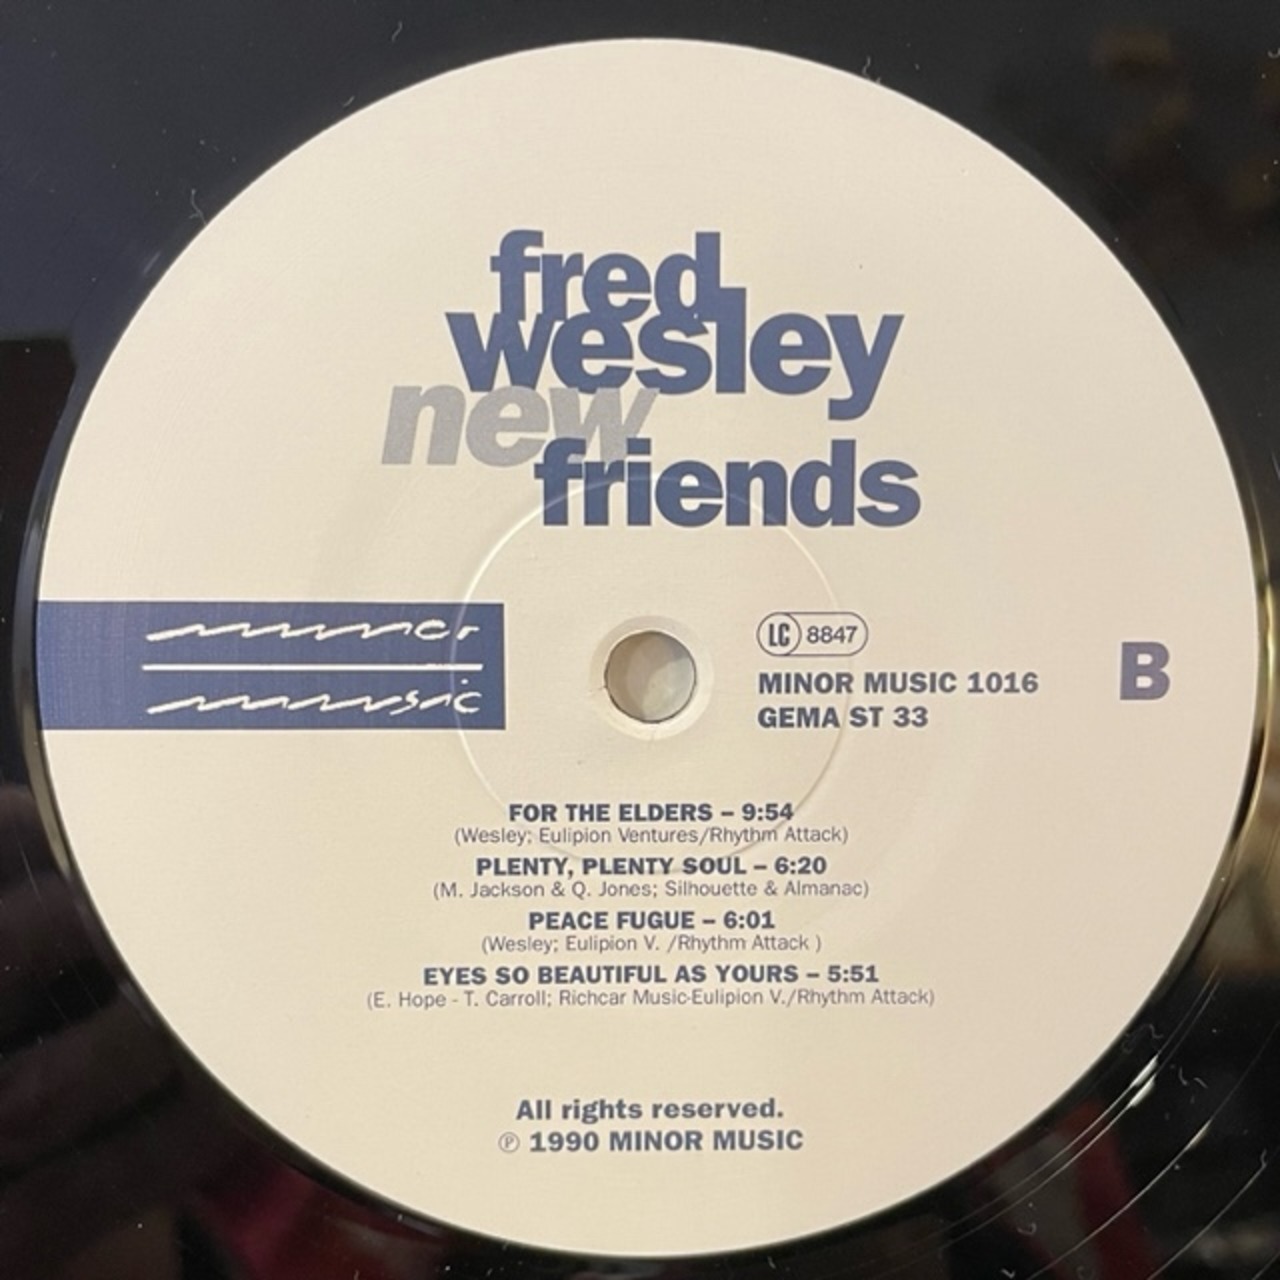 fred
wesley
new
friends
minor
music
LC 8847
MINOR MUSIC 1016
GEMA ST 33
B
FOR THE ELDERS – 9:54
(Wesley; Eulipion Ventures/Rhythm Attack)
PLENTY, PLENTY SOUL – 6:20
(M. Jackson & Q. Jones; Silhouette & Almanac)
PEACE FUGUE – 6:01
(Wesley; Eulipion V. /Rhythm Attack )
EYES SO BEAUTIFUL AS YOURS – 5:51
(E. Hope - T. Carroll; Richcar Music-Eulipion V./Rhythm Attack)
All rights reserved.
℗ 1990 MINOR MUSIC